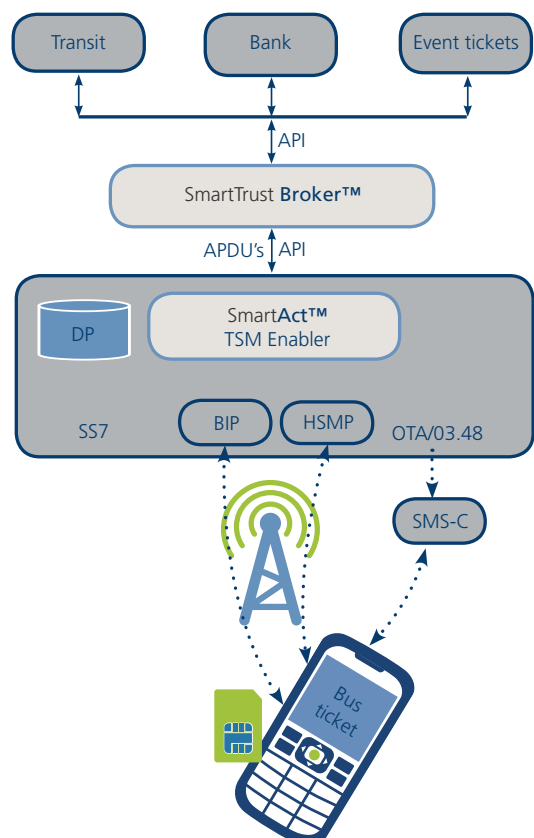 Transit
Bank
Event tickets
API
SmartTrust Broker™
APDU's
API
DP
SmartAct™
TSM Enabler
SS7
BIP
HSMP
OTA/03.48
SMS-C
Bus
ticket